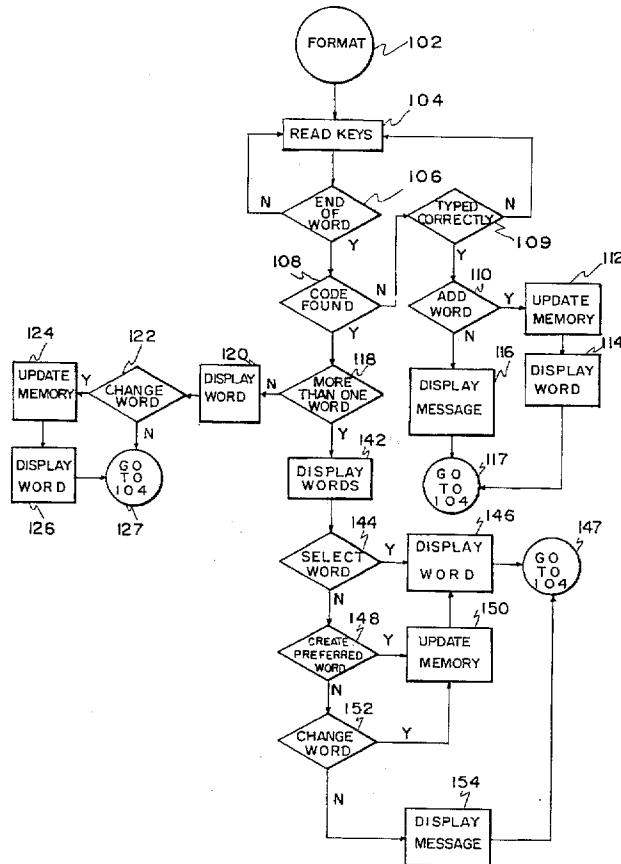 FORMAT
102
104
READ KEYS
N
END
OF
WORD
106
Y
TYPED
CORRECTLY
N
109
Y
108
CODE
FOUND
N
Y
110
ADD
WORD
Y
N
112
UPDATE
MEMORY
114
DISPLAY
WORD
116
DISPLAY
MESSAGE
117
GO
TO
104
118
MORE
THAN ONE
WORD
N
Y
120
DISPLAY
WORD
122
CHANGE
WORD
Y
N
124
UPDATE
MEMORY
DISPLAY
WORD
126
GO
TO
104
127
142
DISPLAY
WORDS
144
SELECT
WORD
Y
N
146
DISPLAY
WORD
147
GO
TO
104
148
CREATE
PREFERRED
WORD
Y
N
150
UPDATE
MEMORY
152
CHANGE
WORD
Y
N
154
DISPLAY
MESSAGE